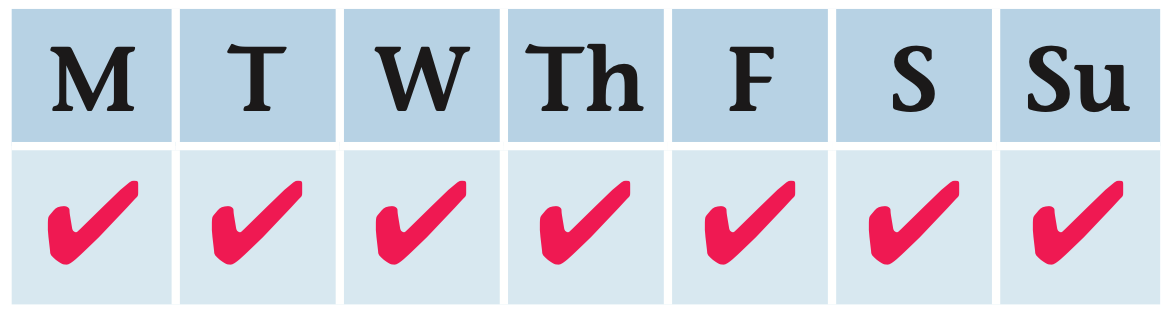 M T W Th F S Su
✔ ✔ ✔ ✔ ✔ ✔ ✔